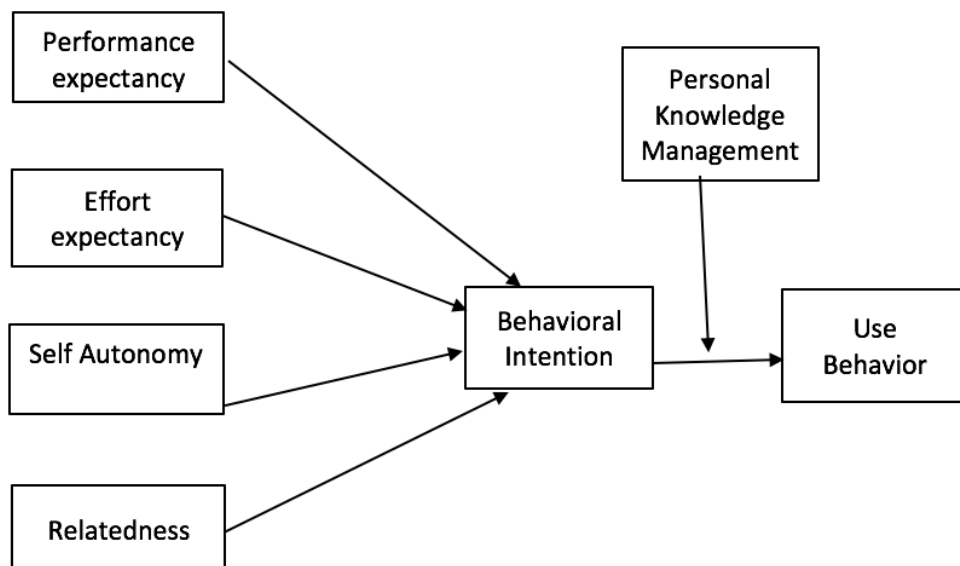 Performance
expectancy
Effort
expectancy
Self Autonomy
Relatedness
Behavioral
Intention
Personal
Knowledge
Management
Use
Behavior